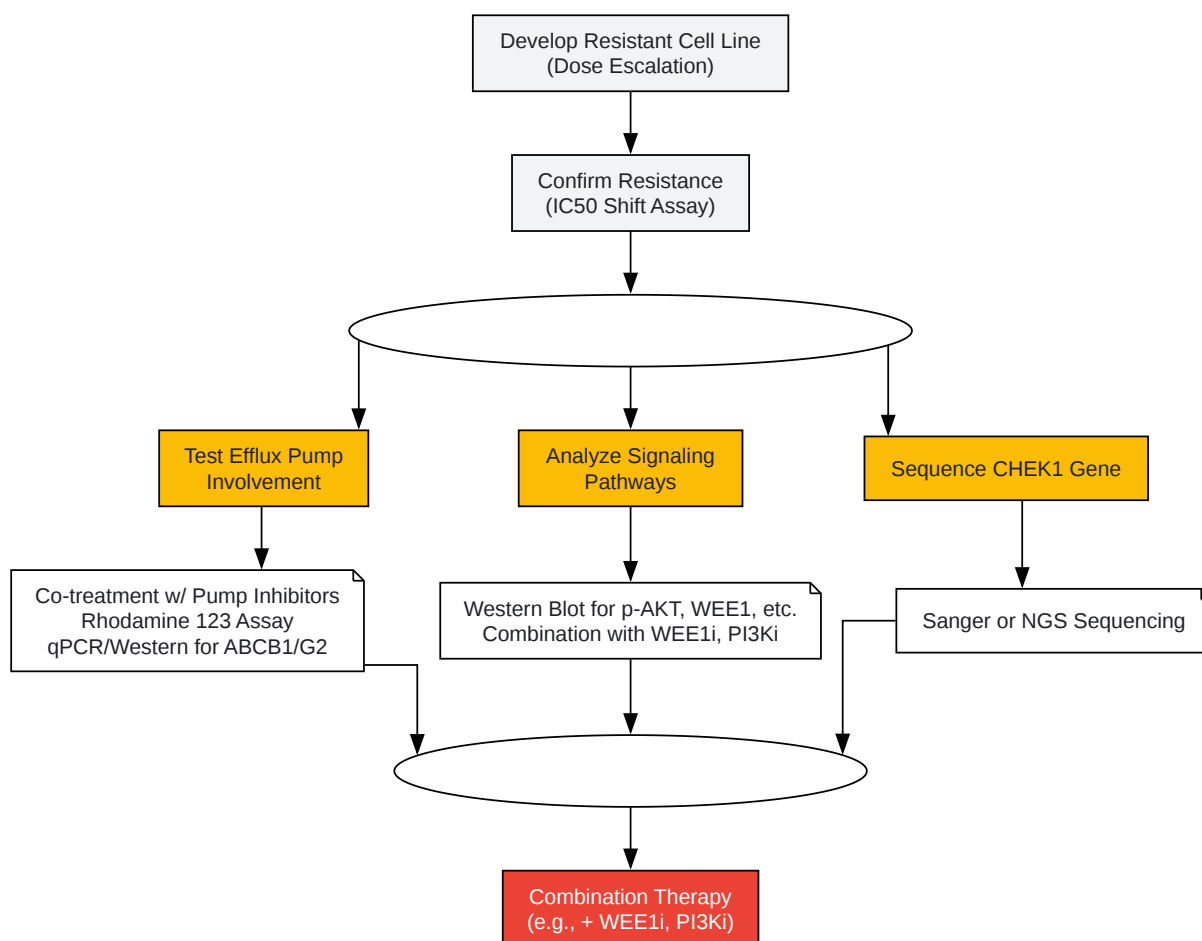 Develop Resistant Cell Line
(Dose Escalation)
Confirm Resistance
(IC50 Shift Assay)
Test Efflux Pump
Involvement
Analyze Signaling
Pathways
Sequence CHEK1 Gene
Co-treatment w/ Pump Inhibitors
Rhodamine 123 Assay
qPCR/Western for ABCB1/G2
Western Blot for p-AKT, WEE1, etc.
Combination with WEE1i, PI3Ki
Sanger or NGS Sequencing
Combination Therapy
(e.g., + WEE1i, PI3Ki)